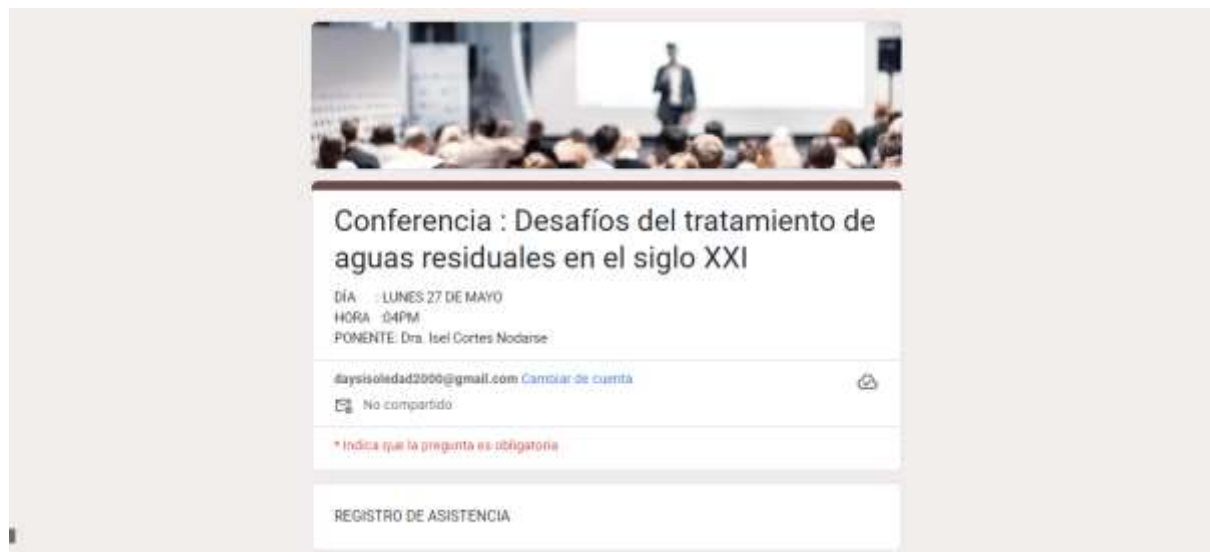 Conferencia : Desafíos del tratamiento de
aguas residuales en el siglo XXI
DÍA : LUNES 27 DE MAYO
HORA :04PM
PONENTE: Dra. Isel Cortes Nodarse
daysisoledad2000@gmail.com Cambiar de cuenta
No compartido
* Indica que la pregunta es obligatoria
REGISTRO DE ASISTENCIA